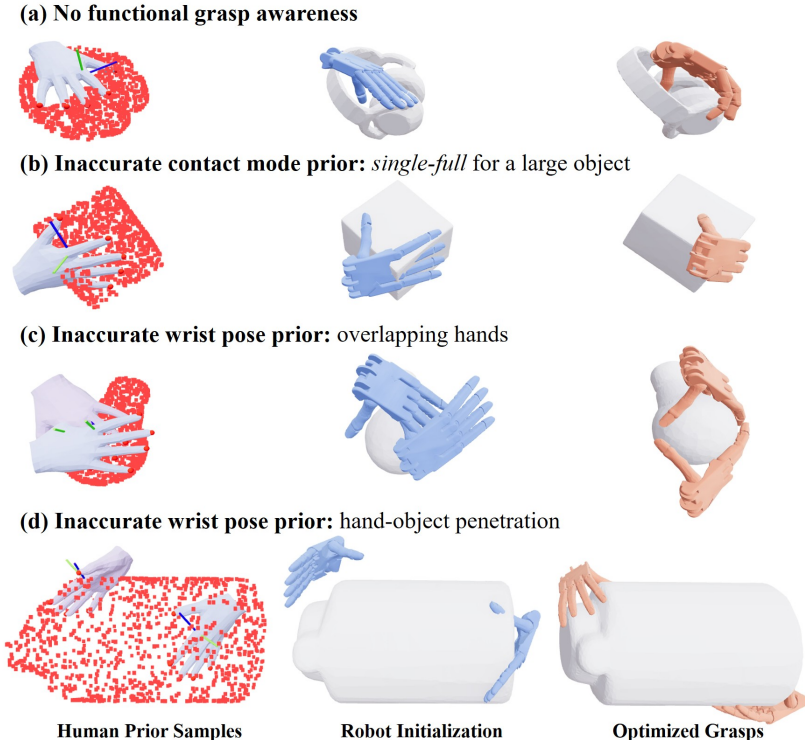 (a) No functional grasp awareness
(b) Inaccurate contact mode prior: single-full for a large object
(c) Inaccurate wrist pose prior: overlapping hands
(d) Inaccurate wrist pose prior: hand-object penetration
Human Prior Samples Robot Initialization Optimized Grasps